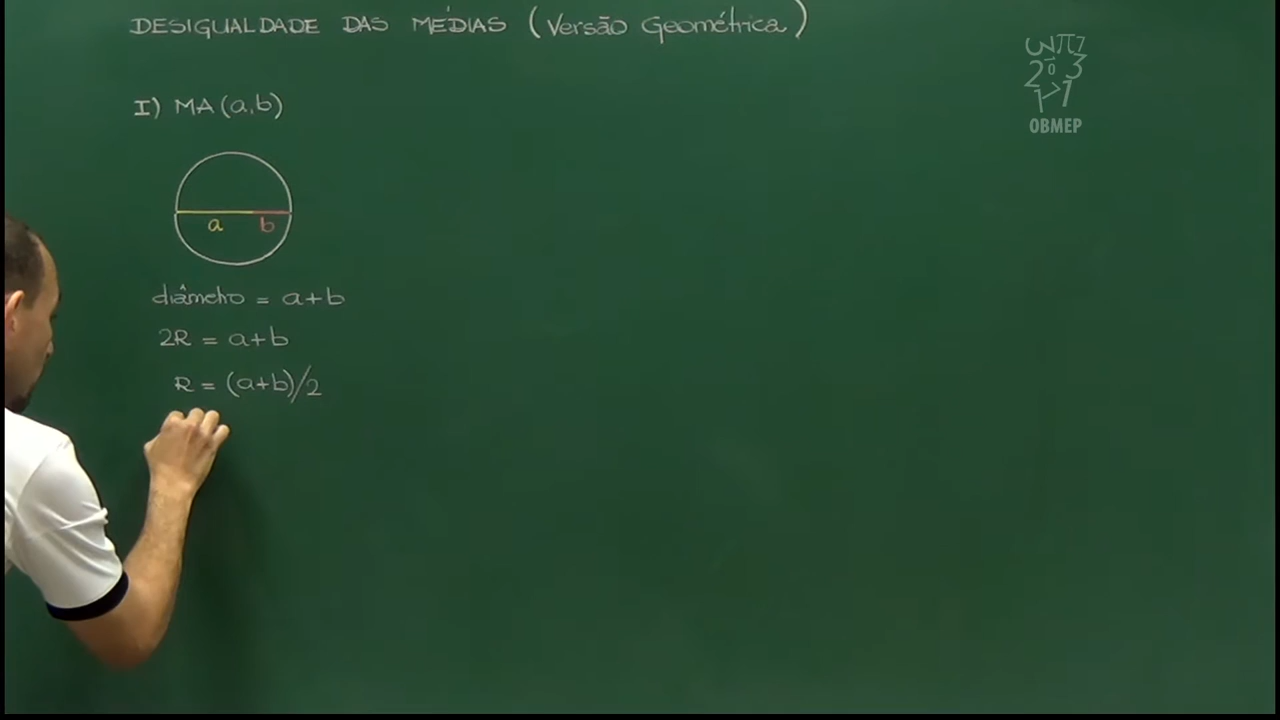 DESIGUALDADE DAS MÉDIAS (Versão Geométrica)
I) MA(a,b)
a b
diâmetro = a+b
2R = a+b
R = (a+b)/2
OBMEP